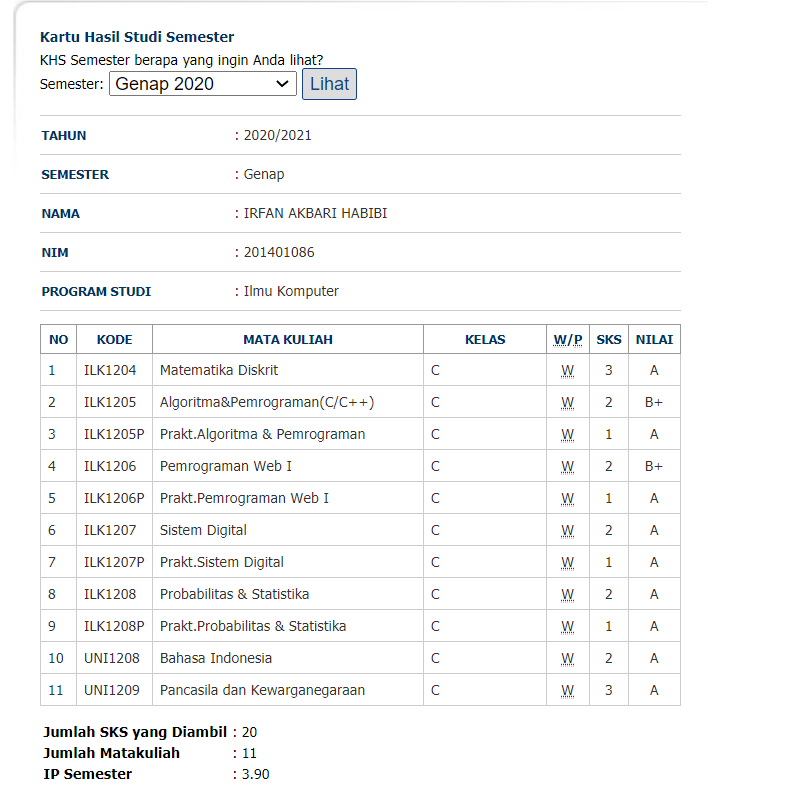 Kartu Hasil Studi Semester
KHS Semester berapa yang ingin Anda lihat?
Semester: Genap 2020 Lihat
TAHUN : 2020/2021
SEMESTER : Genap
NAMA : IRFAN AKBARI HABIBI
NIM : 201401086
PROGRAM STUDI : Ilmu Komputer
NO KODE MATA KULIAH KELAS W/P SKS NILAI
1 ILK1204 Matematika Diskrit C W 3 A
2 ILK1205 Algoritma&Pemrograman(C/C++) C W 2 B+
3 ILK1205P Prakt.Algoritma & Pemrograman C W 1 A
4 ILK1206 Pemrograman Web I C W 2 B+
5 ILK1206P Prakt.Pemrograman Web I C W 1 A
6 ILK1207 Sistem Digital C W 2 A
7 ILK1207P Prakt.Sistem Digital C W 1 A
8 ILK1208 Probabilitas & Statistika C W 2 A
9 ILK1208P Prakt.Probabilitas & Statistika C W 1 A
10 UNI1208 Bahasa Indonesia C W 2 A
11 UNI1209 Pancasila dan Kewarganegaraan C W 3 A
Jumlah SKS yang Diambil : 20
Jumlah Matakuliah : 11
IP Semester : 3.90